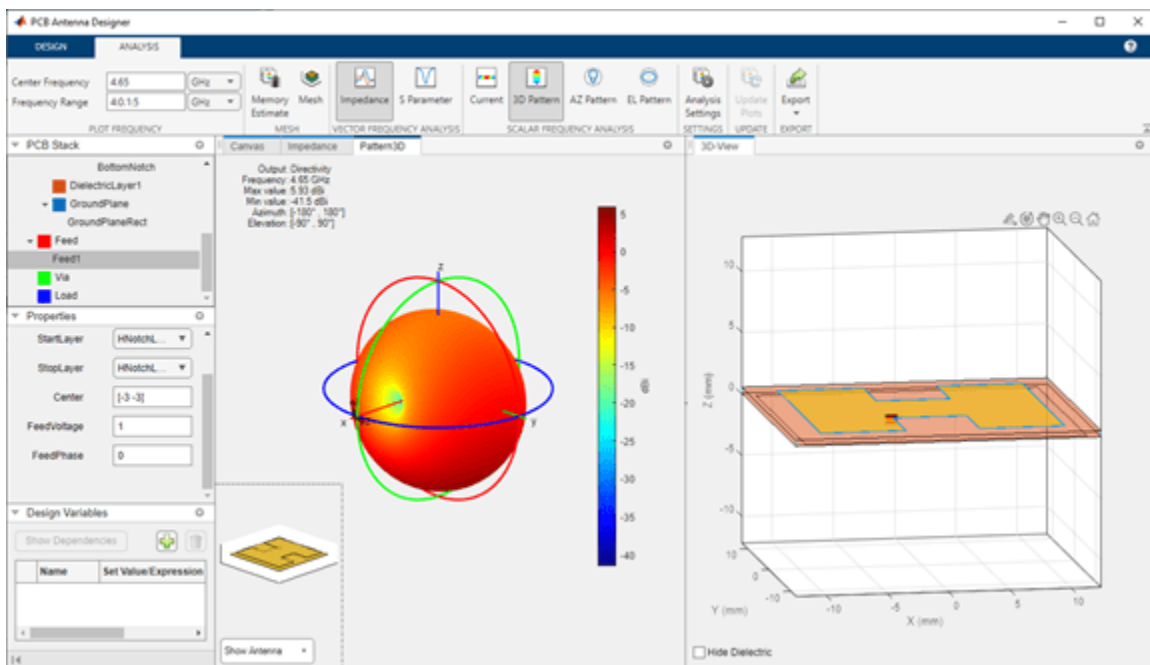 PCB Antenna Designer
DESIGN
ANALYSIS
Center Frequency
4.65
GHz
Frequency Range
4:0.1:5
GHz
PLOT FREQUENCY
Memory
Estimate
Mesh
MESH
Impedance
S Parameter
VECTOR FREQUENCY ANALYSIS
Current
3D Pattern
AZ Pattern
EL Pattern
SCALAR FREQUENCY ANALYSIS
Analysis
Settings
SETTINGS
Update
Plots
UPDATE
Export
EXPORT
PCB Stack
BottomNotch
DielectricLayer1
GroundPlane
GroundPlaneRect
Feed
Feed1
Via
Load
Properties
StartLayer
HNotchL...
StopLayer
HNotchL...
Center
[-3 -3]
FeedVoltage
1
FeedPhase
0
Design Variables
Show Dependencies
Name
Set Value/Expression
Canvas
Impedance
Pattern3D
Output: Directivity
Frequency: 4.65 GHz
Max value: 5.93 dBi
Min value: -41.5 dBi
Azimuth: [-180° , 180°]
Elevation: [-90° , 90°]
z
x
y
5
0
-5
-10
-15
-20
-25
-30
-35
-40
dBi
Show Antenna
3D-View
10
5
0
-5
-10
Z (mm)
10
0
-10
Y (mm)
-10
-5
0
5
10
X (mm)
Hide Dielectric